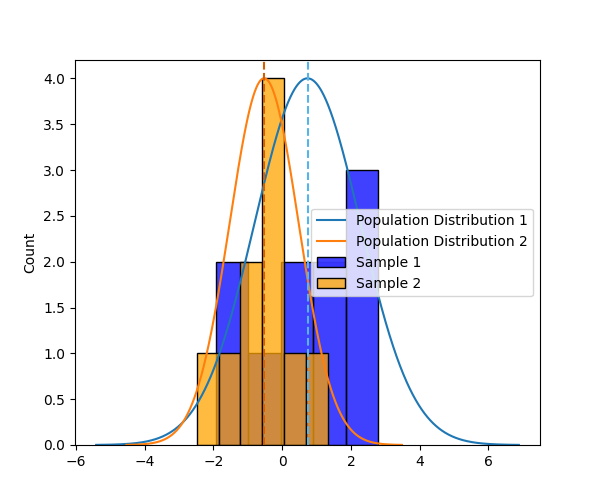 4.0
3.5
3.0
2.5
2.0
1.5
1.0
0.5
0.0
Count
Population Distribution 1
Population Distribution 2
Sample 1
Sample 2
−6 −4 −2 0 2 4 6